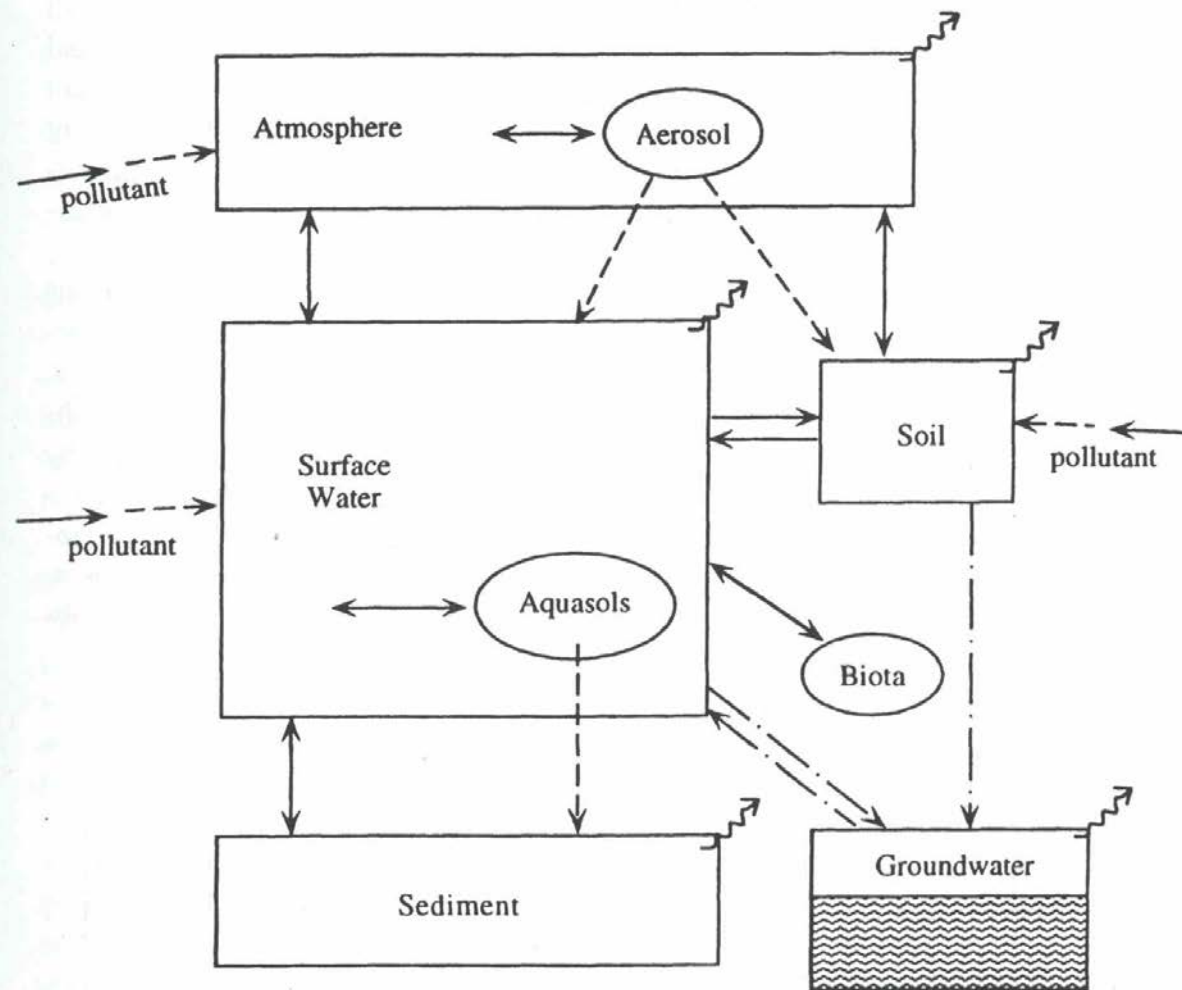 Atmosphere
Aerosol
pollutant
Surface
Water
Soil
pollutant
pollutant
Aquasols
Biota
Sediment
Groundwater